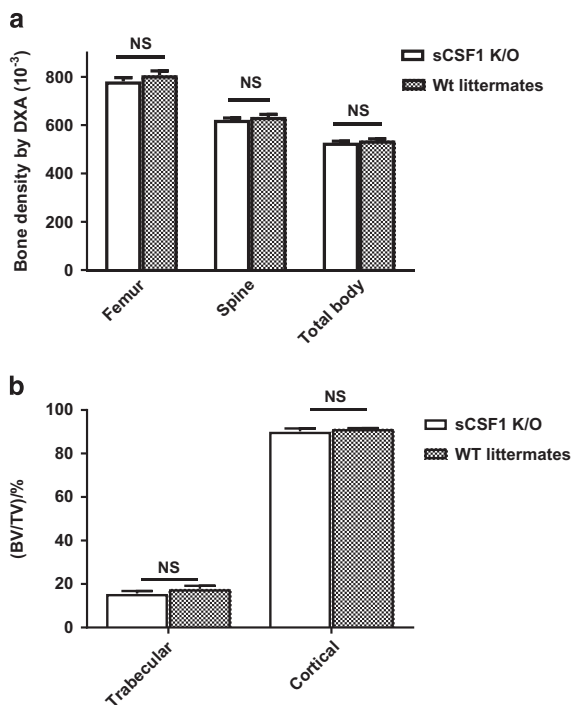 a
NS
NS
NS
sCSF1 K/O
Wt littermates
Bone density by DXA (10⁻³)
800
600
400
200
0
Femur
Spine
Total body
b
NS
NS
sCSF1 K/O
WT littermates
(BV/TV)/%
100
80
60
40
20
0
Trabecular
Cortical